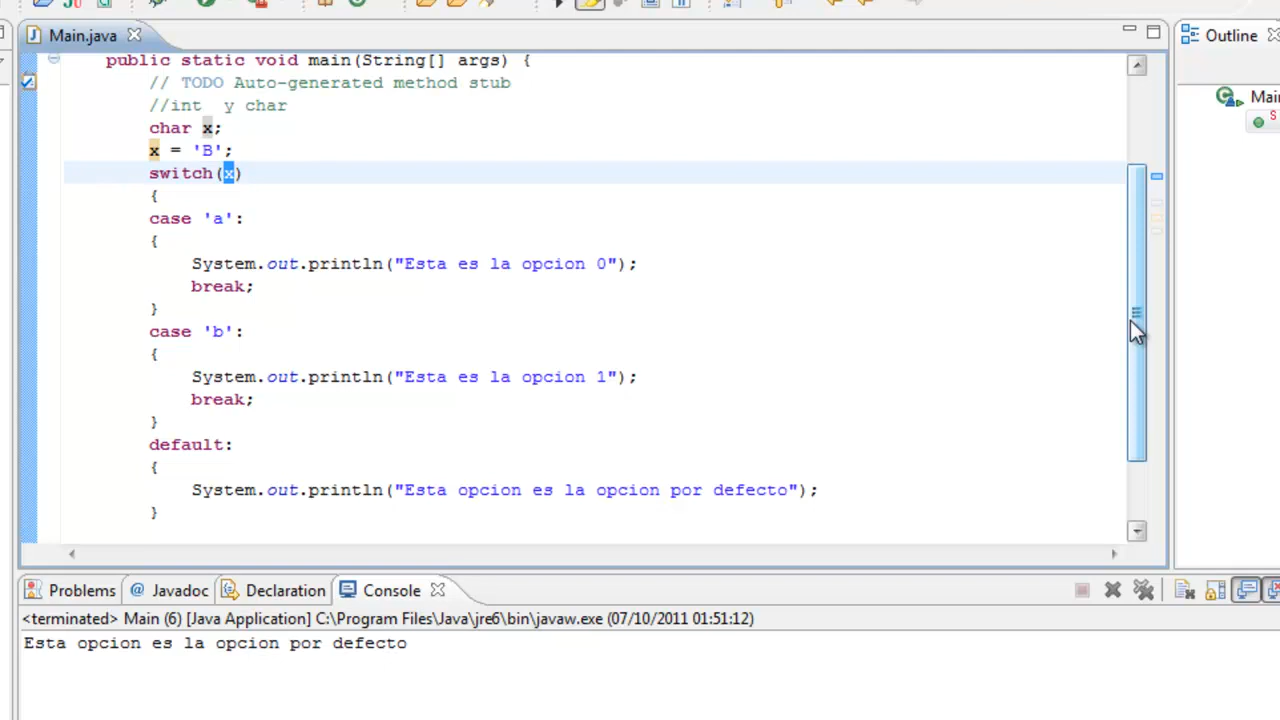 Main.java
Outline
public static void main(String[] args) {
// TODO Auto-generated method stub
//int  y char
char x;
x = 'B';
switch(x)
{
case 'a':
{
System.out.println("Esta es la opcion 0");
break;
}
case 'b':
{
System.out.println("Esta es la opcion 1");
break;
}
default:
{
System.out.println("Esta opcion es la opcion por defecto");
}
Mai
S
Problems @ Javadoc Declaration Console
<terminated> Main (6) [Java Application] C:\Program Files\Java\jre6\bin\javaw.exe (07/10/2011 01:51:12)
Esta opcion es la opcion por defecto